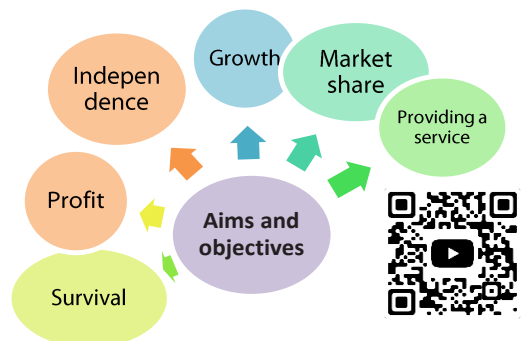 Growth
Market
share
Indepen
dence
Providing a
service
Profit
Aims and
objectives
Survival